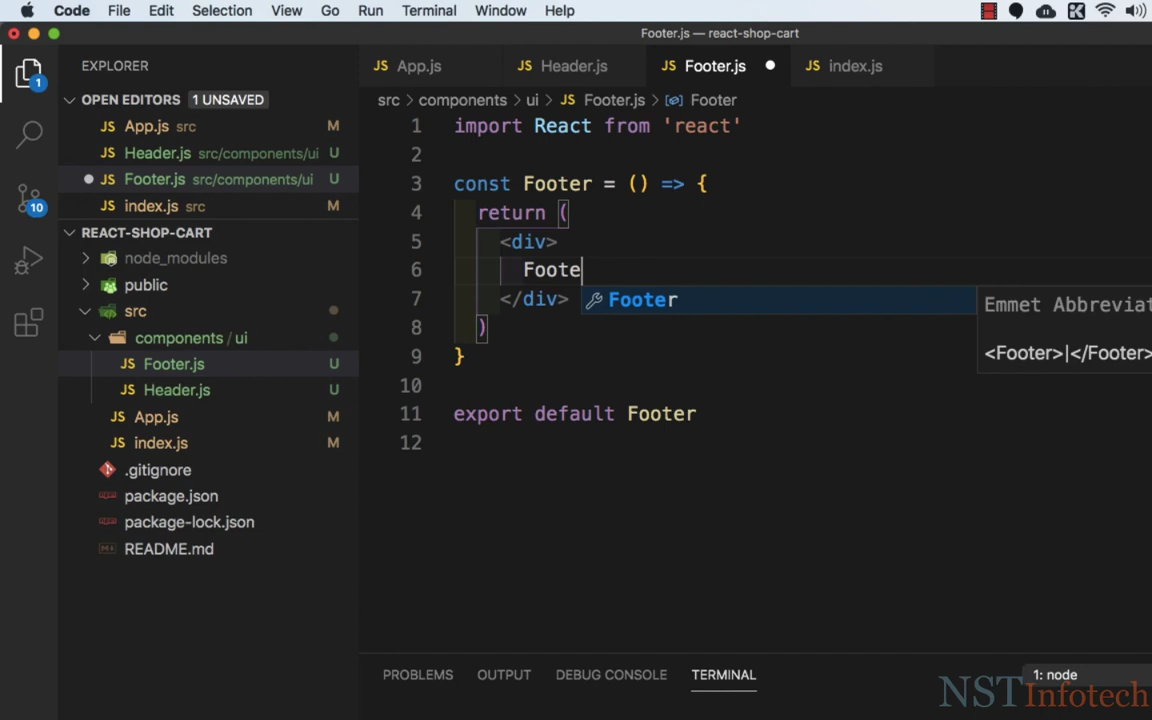 Code File Edit Selection View Go Run Terminal Window Help
Footer.js — react-shop-cart
EXPLORER
OPEN EDITORS 1 UNSAVED
JS App.js src M
JS Header.js src/components/ui U
JS Footer.js src/components/ui U
JS index.js src M
REACT-SHOP-CART
node_modules
public
src
components / ui
JS Footer.js U
JS Header.js U
JS App.js M
JS index.js M
.gitignore
package.json
package-lock.json
README.md
1
10
JS App.js JS Header.js JS Footer.js JS index.js
src > components > ui > JS Footer.js > Footer
1 import React from 'react'
2
3 const Footer = () => {
4 return (
5 <div>
6 Foote
7 </div>
8 )
9 }
10
11 export default Footer
12
Footer
Emmet Abbreviat
<Footer>|</Footer>
PROBLEMS OUTPUT DEBUG CONSOLE TERMINAL 1: node
NSTInfotech